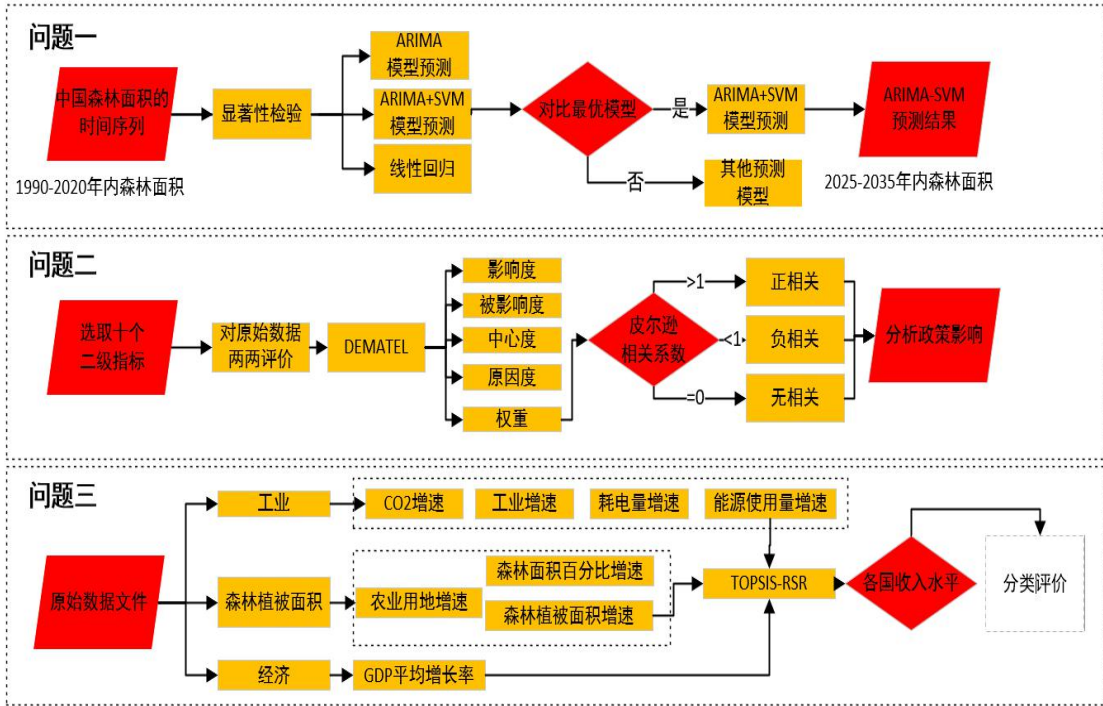 问题一
中国森林面积的
时间序列
1990-2020年内森林面积
显著性检验
ARIMA
模型预测
ARIMA+SVM
模型预测
线性回归
对比最优模型
是
否
ARIMA+SVM
模型预测
其他预测
模型
ARIMA-SVM
预测结果
2025-2035年内森林面积
问题二
选取十个
二级指标
对原始数据
两两评价
DEMATEL
影响度
被影响度
中心度
原因度
权重
皮尔逊
相关系数
>1
<1
=0
正相关
负相关
无相关
分析政策影响
问题三
原始数据文件
工业
CO2增速
工业增速
耗电量增速
能源使用量增速
森林植被面积
农业用地增速
森林面积百分比增速
森林植被面积增速
经济
GDP平均增长率
TOPSIS-RSR
各国收入水平
分类评价